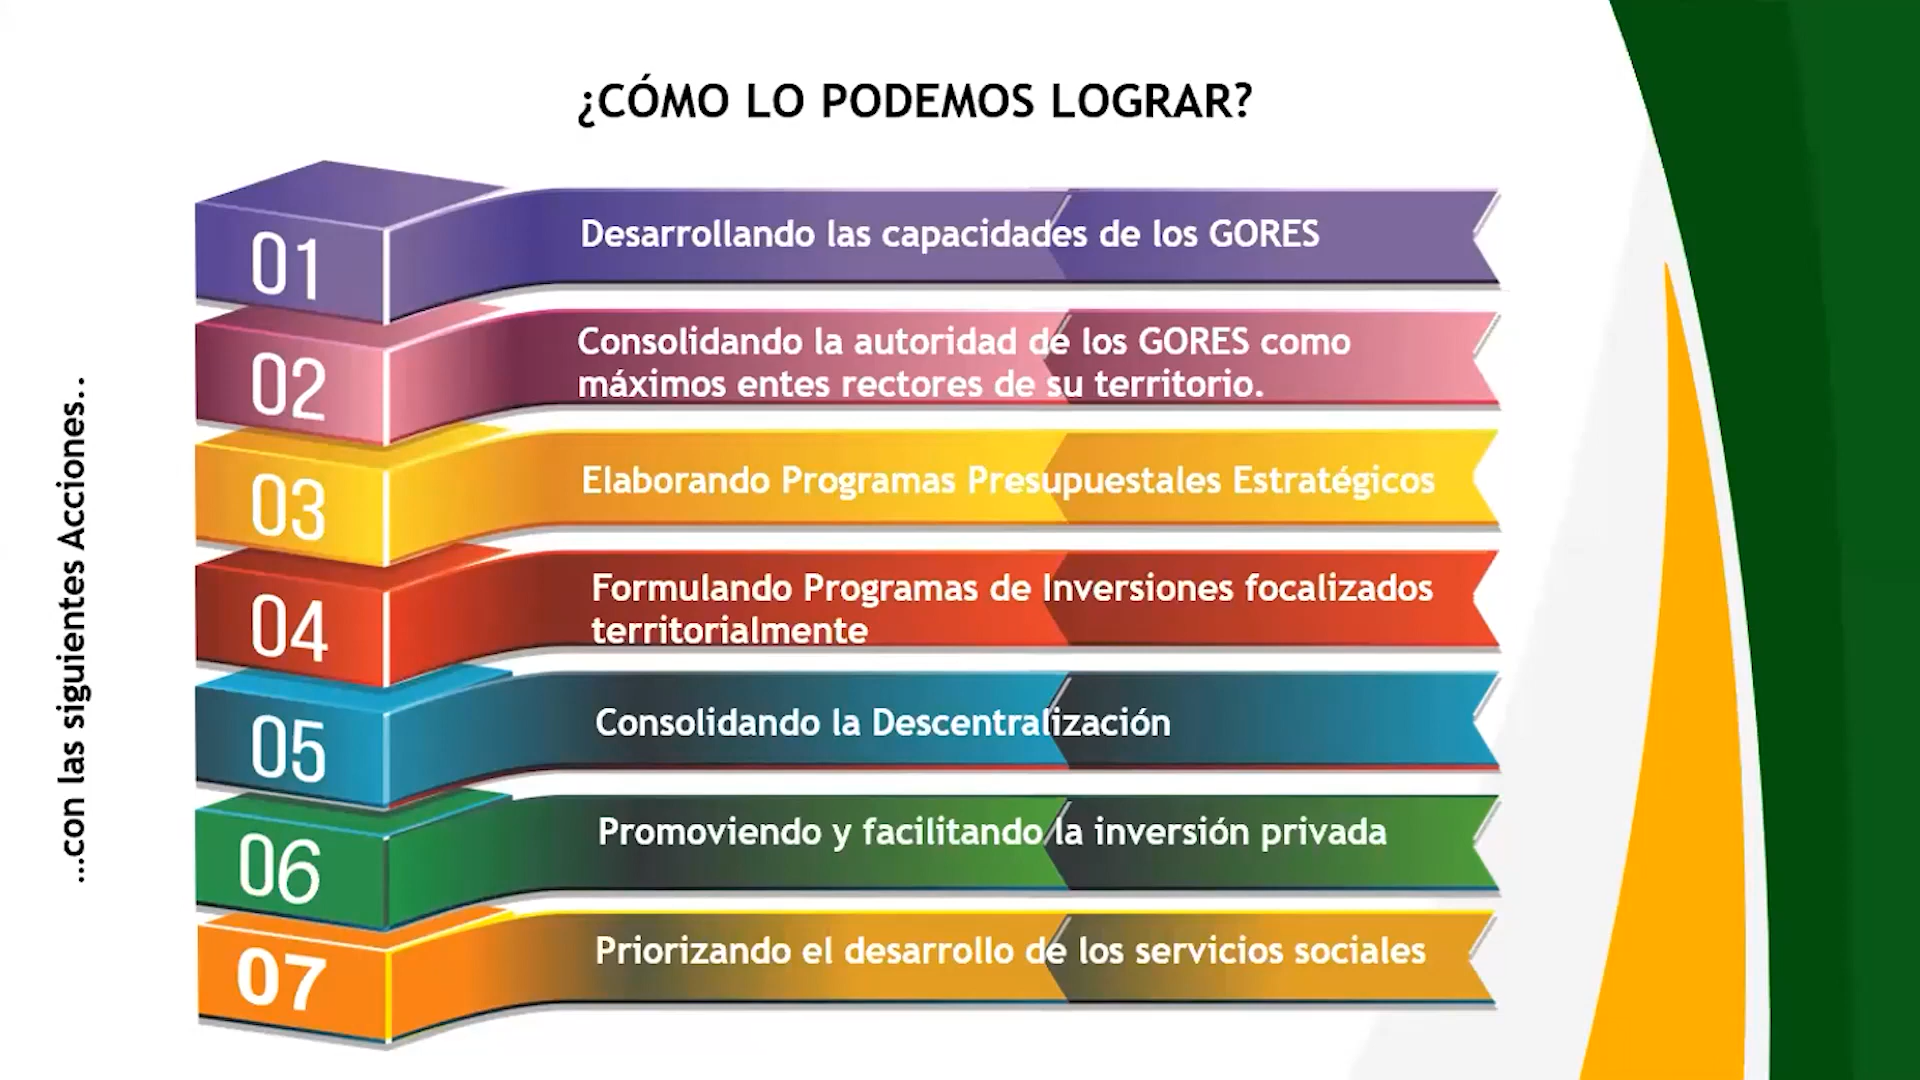 ¿CÓMO LO PODEMOS LOGRAR?
...con las siguientes Acciones..
01
Desarrollando las capacidades de los GORES
02
Consolidando la autoridad de los GORES como
máximos entes rectores de su territorio.
03
Elaborando Programas Presupuestales Estratégicos
04
Formulando Programas de Inversiones focalizados
territorialmente
05
Consolidando la Descentralización
06
Promoviendo y facilitando la inversión privada
07
Priorizando el desarrollo de los servicios sociales